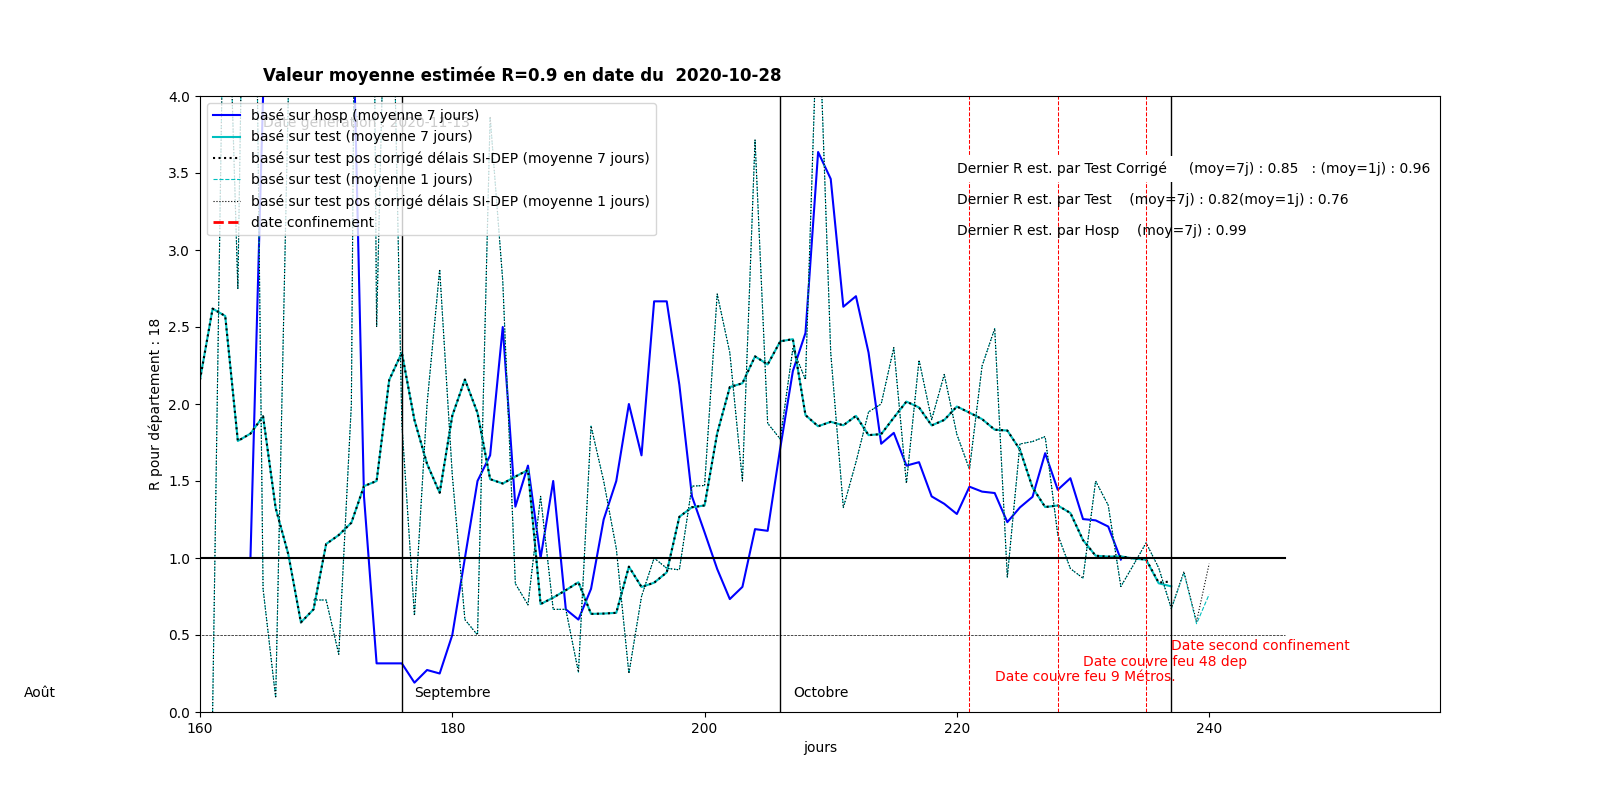 Valeur moyenne estimée R=0.9 en date du  2020-10-28
4.0
3.5
3.0
2.5
2.0
1.5
1.0
0.5
0.0
R pour département : 18
basé sur hosp (moyenne 7 jours)
Date génération : 2020-11-13
basé sur test (moyenne 7 jours)
basé sur test pos corrigé délais SI-DEP (moyenne 7 jours)
basé sur test (moyenne 1 jours)
basé sur test pos corrigé délais SI-DEP (moyenne 1 jours)
date confinement
Dernier R est. par Test Corrigé     (moy=7j) : 0.85   : (moy=1j) : 0.96
Dernier R est. par Test    (moy=7j) : 0.82(moy=1j) : 0.76
Dernier R est. par Hosp    (moy=7j) : 0.99
Date second confinement
Date couvre feu 48 dep
Date couvre feu 9 Métros.
Août
Septembre
Octobre
160
180
200
220
240
jours